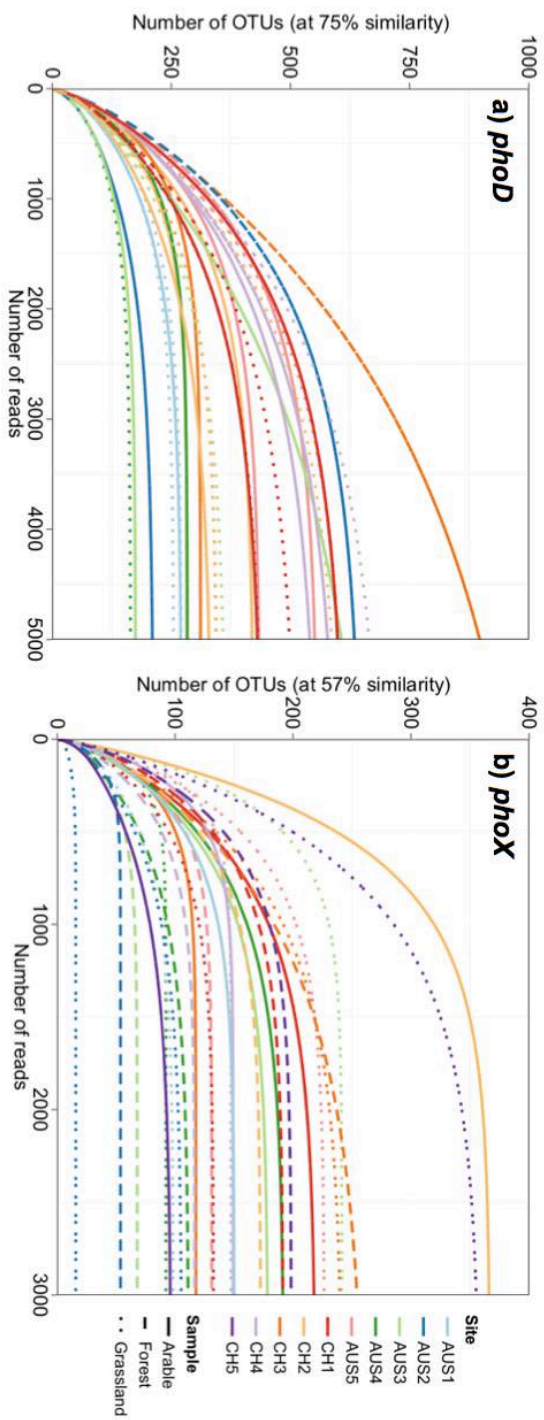 a) phoD
Number of OTUs (at 75% similarity)
1000
750
500
250
0
0 1000 2000 3000 4000 5000
Number of reads
b) phoX
Number of OTUs (at 57% similarity)
400
300
200
100
0
0 1000 2000 3000
Number of reads
Site
AUS1
AUS2
AUS3
AUS4
AUS5
CH1
CH2
CH3
CH4
CH5
Sample
Arable
Forest
Grassland